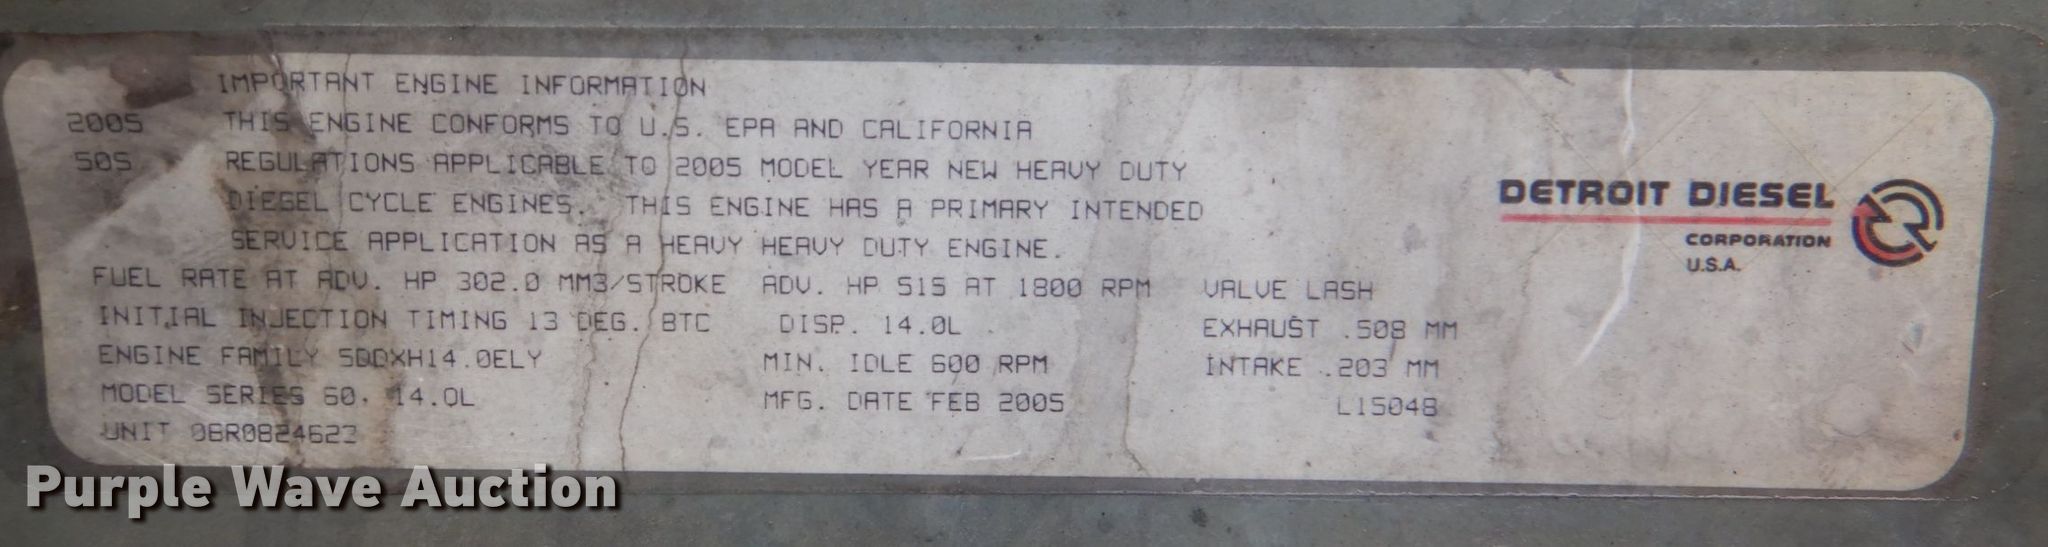 IMPORTANT ENGINE INFORMATION
2005 THIS ENGINE CONFORMS TO U.S. EPA AND CALIFORNIA
50S REGULATIONS APPLICABLE TO 2005 MODEL YEAR NEW HEAVY DUTY
DIESEL CYCLE ENGINES. THIS ENGINE HAS A PRIMARY INTENDED
SERVICE APPLICATION AS A HEAVY HEAVY DUTY ENGINE.
DETROIT DIESEL
CORPORATION
U.S.A.
FUEL RATE AT ADV. HP 302.0 MM3/STROKE ADV. HP 515 AT 1800 RPM VALVE LASH
INITIAL INJECTION TIMING 13 DEG. BTC DISP. 14.0L EXHAUST .508 MM
ENGINE FAMILY 5DDXH14.0ELY MIN. IDLE 600 RPM INTAKE .203 MM
MODEL SERIES 60, 14.0L MFG. DATE FEB 2005 L15048
UNIT
Purple Wave Auction